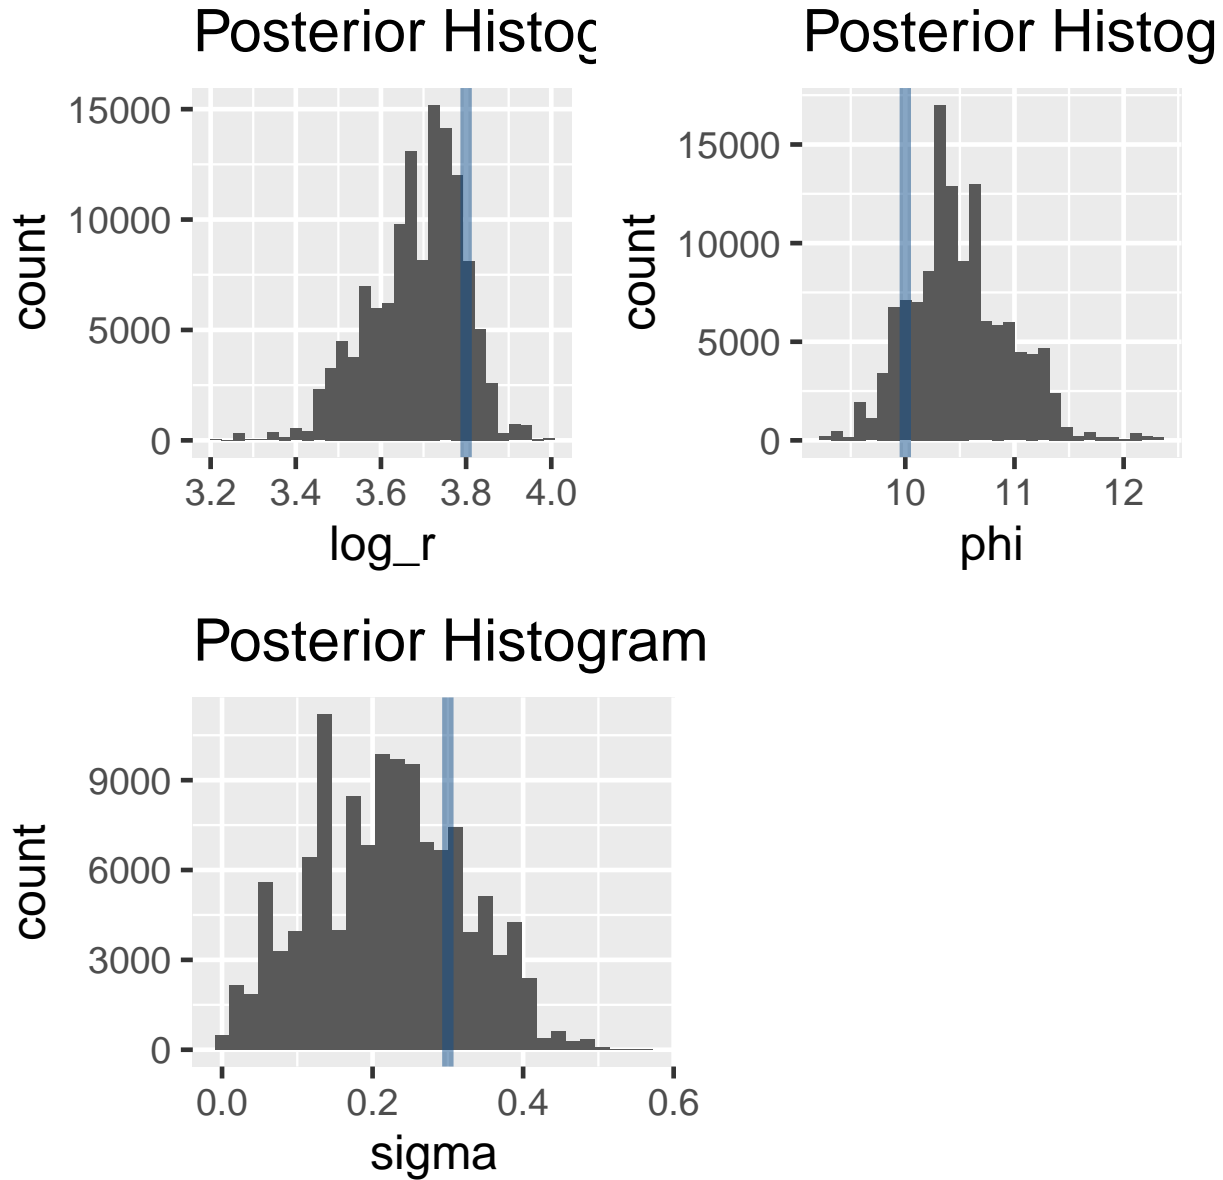 Posterior Histog
15000
10000
5000
0
count
3.2 3.4 3.6 3.8 4.0
log_r
Posterior Histog
15000
10000
5000
0
count
10 11 12
phi
Posterior Histogram
9000
6000
3000
0
count
0.0 0.2 0.4 0.6
sigma